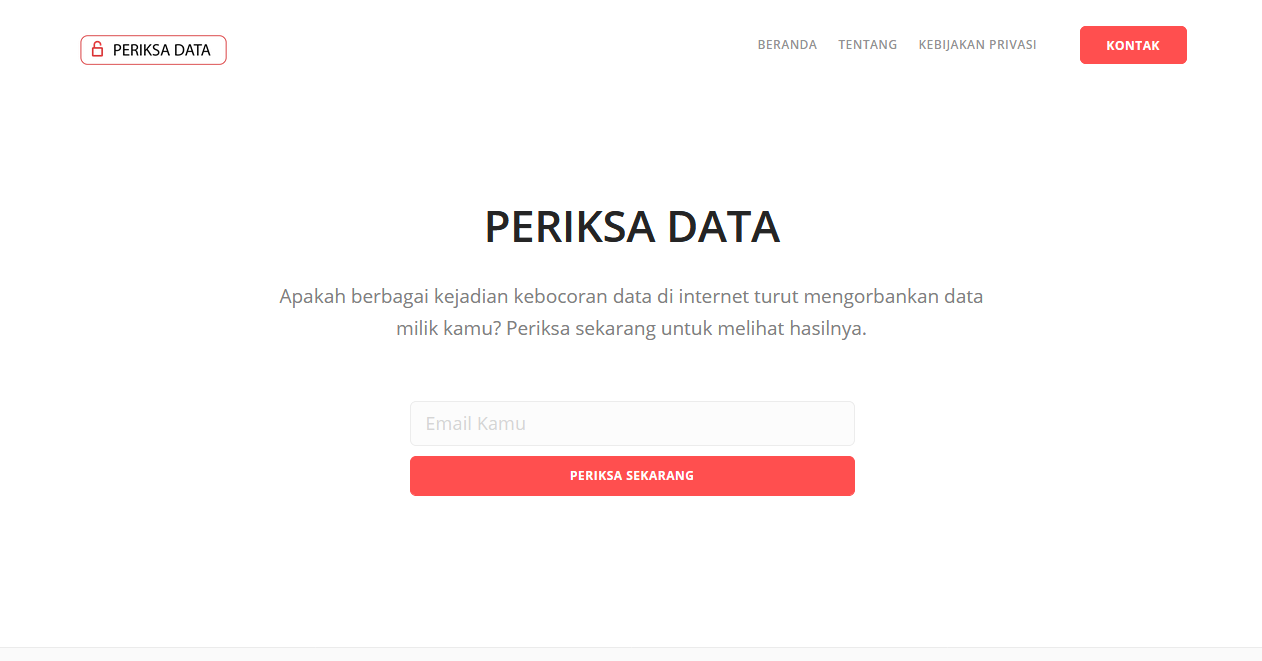 PERIKSA DATA
BERANDA
TENTANG
KEBIJAKAN PRIVASI
KONTAK
PERIKSA DATA
Apakah berbagai kejadian kebocoran data di internet turut mengorbankan data
milik kamu? Periksa sekarang untuk melihat hasilnya.
Email Kamu
PERIKSA SEKARANG